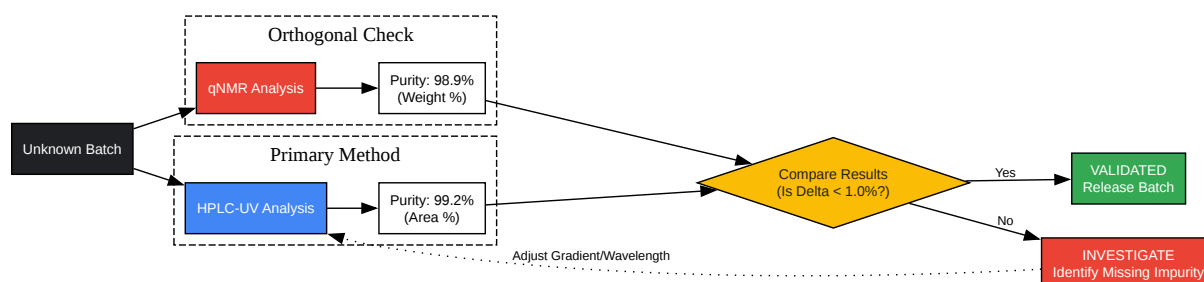 Orthogonal Check
qNMR Analysis
Purity: 98.9%
(Weight %)
Unknown Batch
Primary Method
HPLC-UV Analysis
Purity: 99.2%
(Area %)
Compare Results
(Is Delta < 1.0%?)
Yes
VALIDATED
Release Batch
No
INVESTIGATE
Identify Missing Impurity
Adjust Gradient/Wavelength